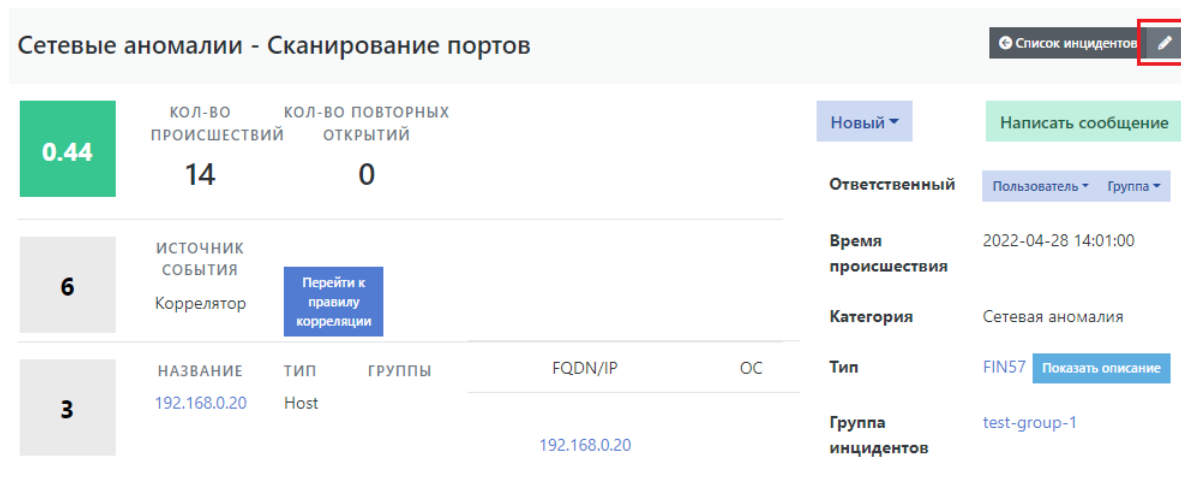 Сетевые аномалии - Сканирование портов
Список инцидентов
0.44
КОЛ-ВО
ПРОИСШЕСТВИЙ
14
КОЛ-ВО ПОВТОРНЫХ
ОТКРЫТИЙ
0
6
ИСТОЧНИК
СОБЫТИЯ
Коррелятор
Перейти к
правилу
корреляции
3
НАЗВАНИЕ ТИП ГРУППЫ FQDN/IP ОС
192.168.0.20 Host
192.168.0.20
Новый Написать сообщение
Ответственный Пользователь Группа
Время
происшествия
2022-04-28 14:01:00
Категория Сетевая аномалия
Тип FIN57 Показать описание
Группа
инцидентов
test-group-1